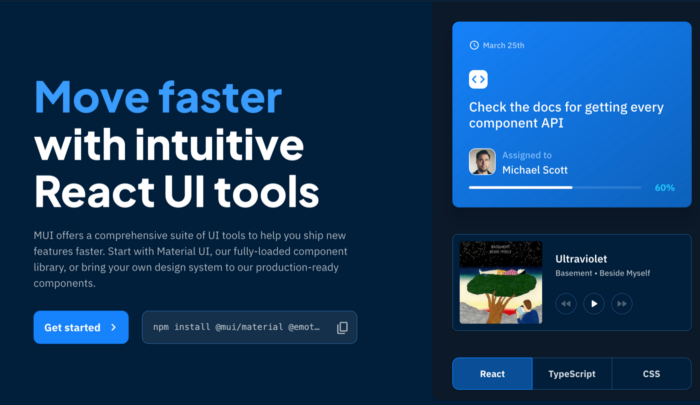 Move faster
with intuitive
React UI tools
MUI offers a comprehensive suite of UI tools to help you ship new
features faster. Start with Material UI, our fully-loaded component
library, or bring your own design system to our production-ready
components.
Get started
npm install @mui/material @emot...
March 25th
Check the docs for getting every
component API
Assigned to
Michael Scott
60%
BASEMENT
BESIDE MYSELF
Ultraviolet
Basement • Beside Myself
React
TypeScript
CSS